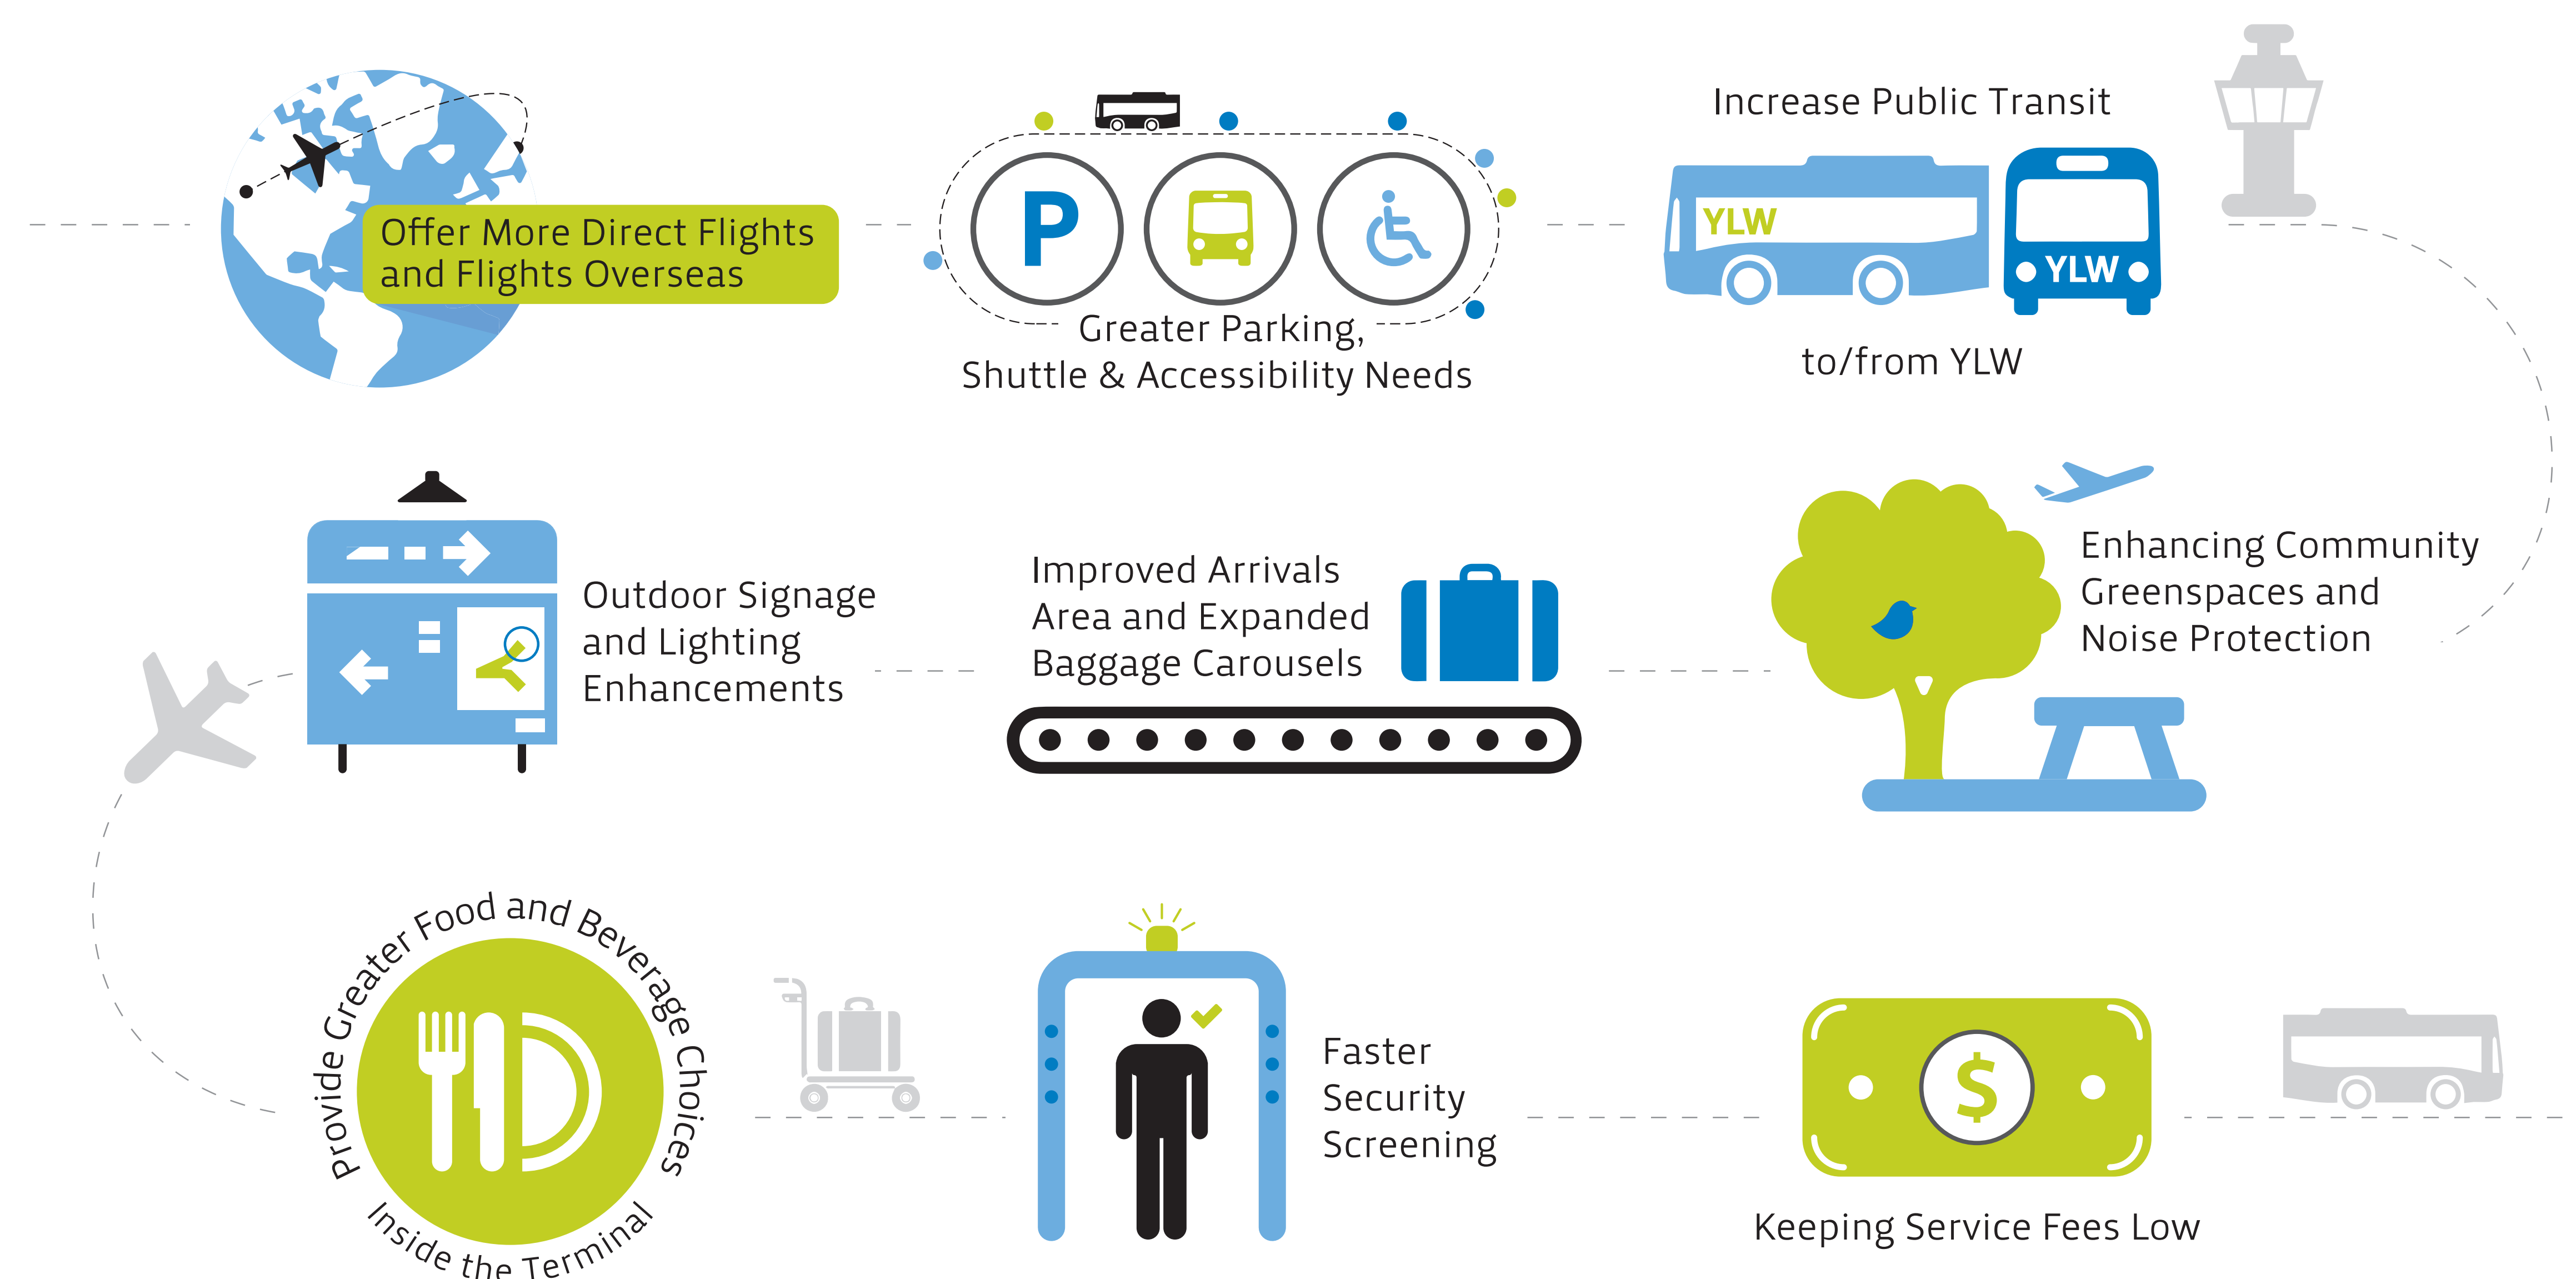 Offer More Direct Flights
and Flights Overseas
P
Greater Parking,
Shuttle & Accessibility Needs
Increase Public Transit
YLW
YLW
to/from YLW
Enhancing Community
Greenspaces and
Noise Protection
Improved Arrivals
Area and Expanded
Baggage Carousels
Outdoor Signage
and Lighting
Enhancements
Provide Greater Food and Beverage Choices
Inside the Terminal
Faster
Security
Screening
$
Keeping Service Fees Low